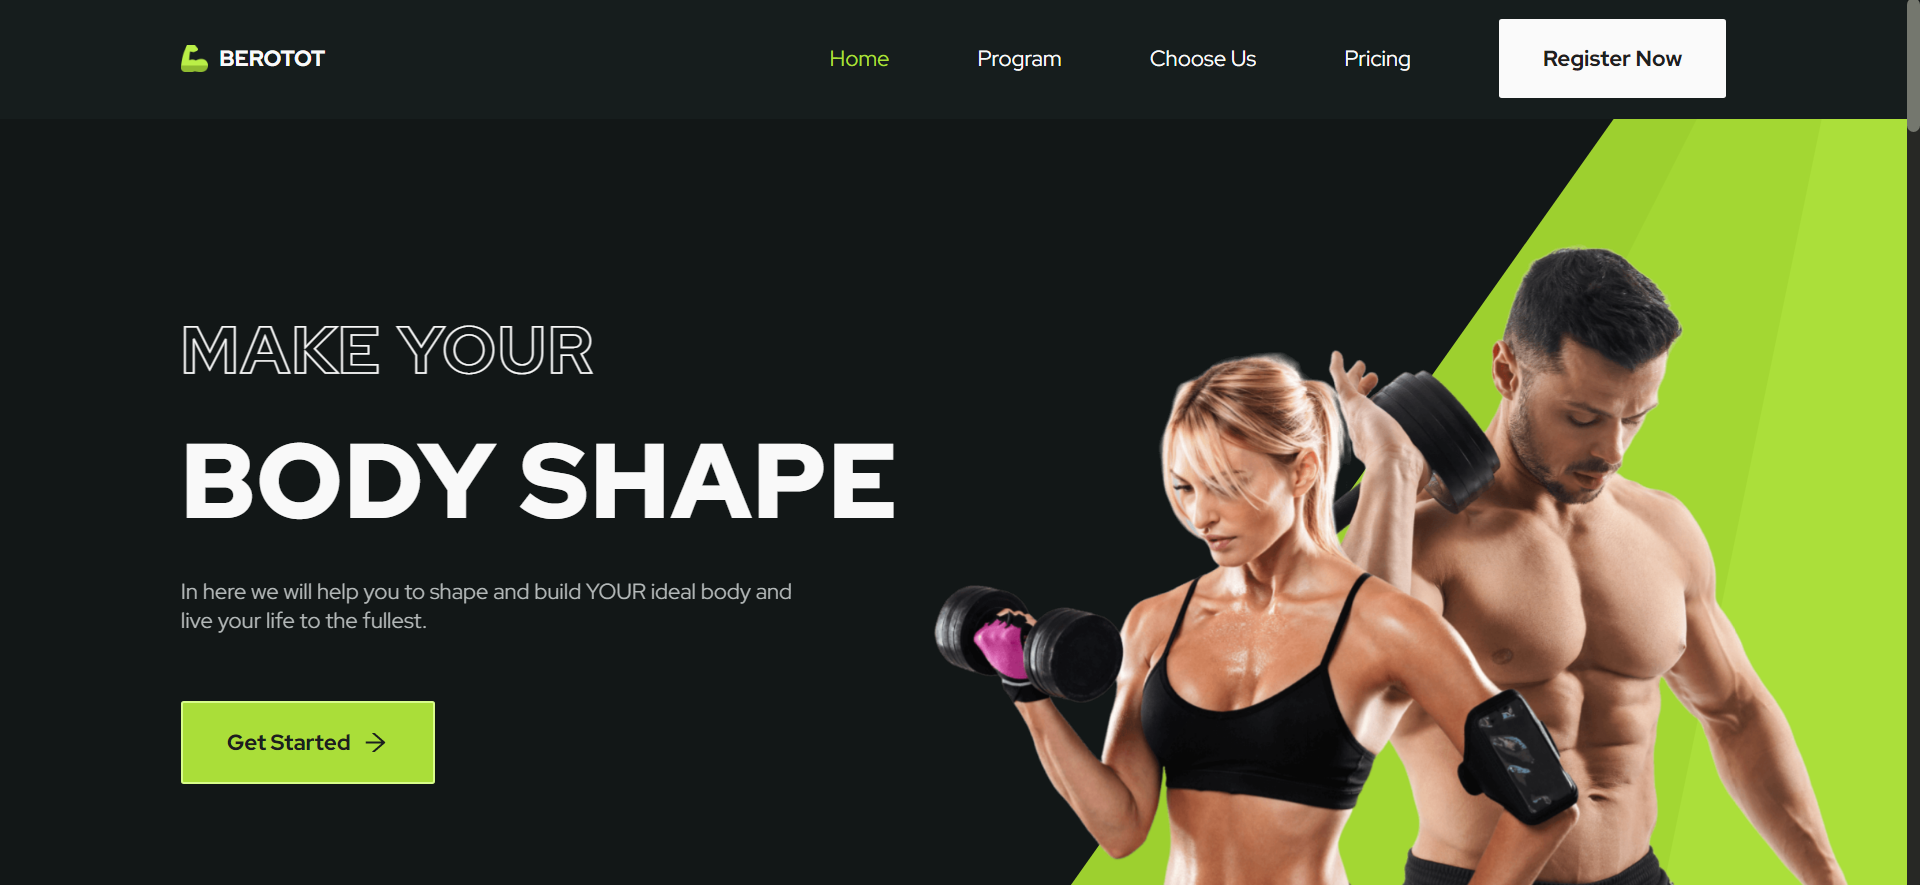 BEROTOT
Home
Program
Choose Us
Pricing
Register Now
MAKE YOUR
BODY SHAPE
In here we will help you to shape and build YOUR ideal body and
live your life to the fullest.
Get Started